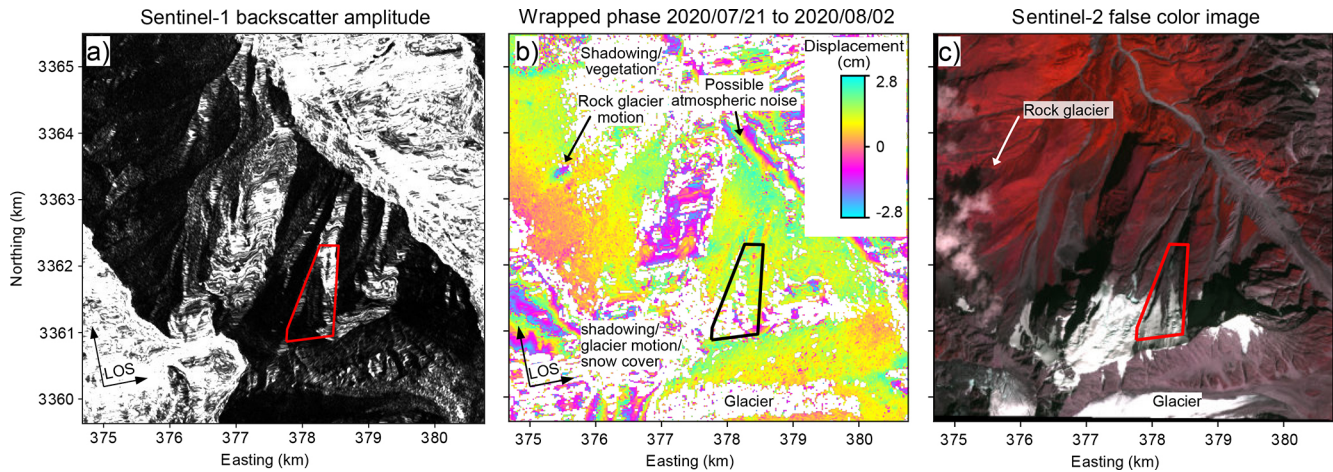 Sentinel-1 backscatter amplitude
a)
3365
3364
3363
3362
3361
3360
Northing (km)
LOS
375 376 377 378 379 380
Easting (km)
Wrapped phase 2020/07/21 to 2020/08/02
b)
Shadowing/
vegetation
Displacement
(cm)
2.8
0
-2.8
Rock glacier
motion
Possible
atmospheric noise
shadowing/
glacier motion/
snow cover
LOS
Glacier
375 376 377 378 379 380
Easting (km)
Sentinel-2 false color image
c)
Rock glacier
Glacier
375 376 377 378 379 380
Easting (km)